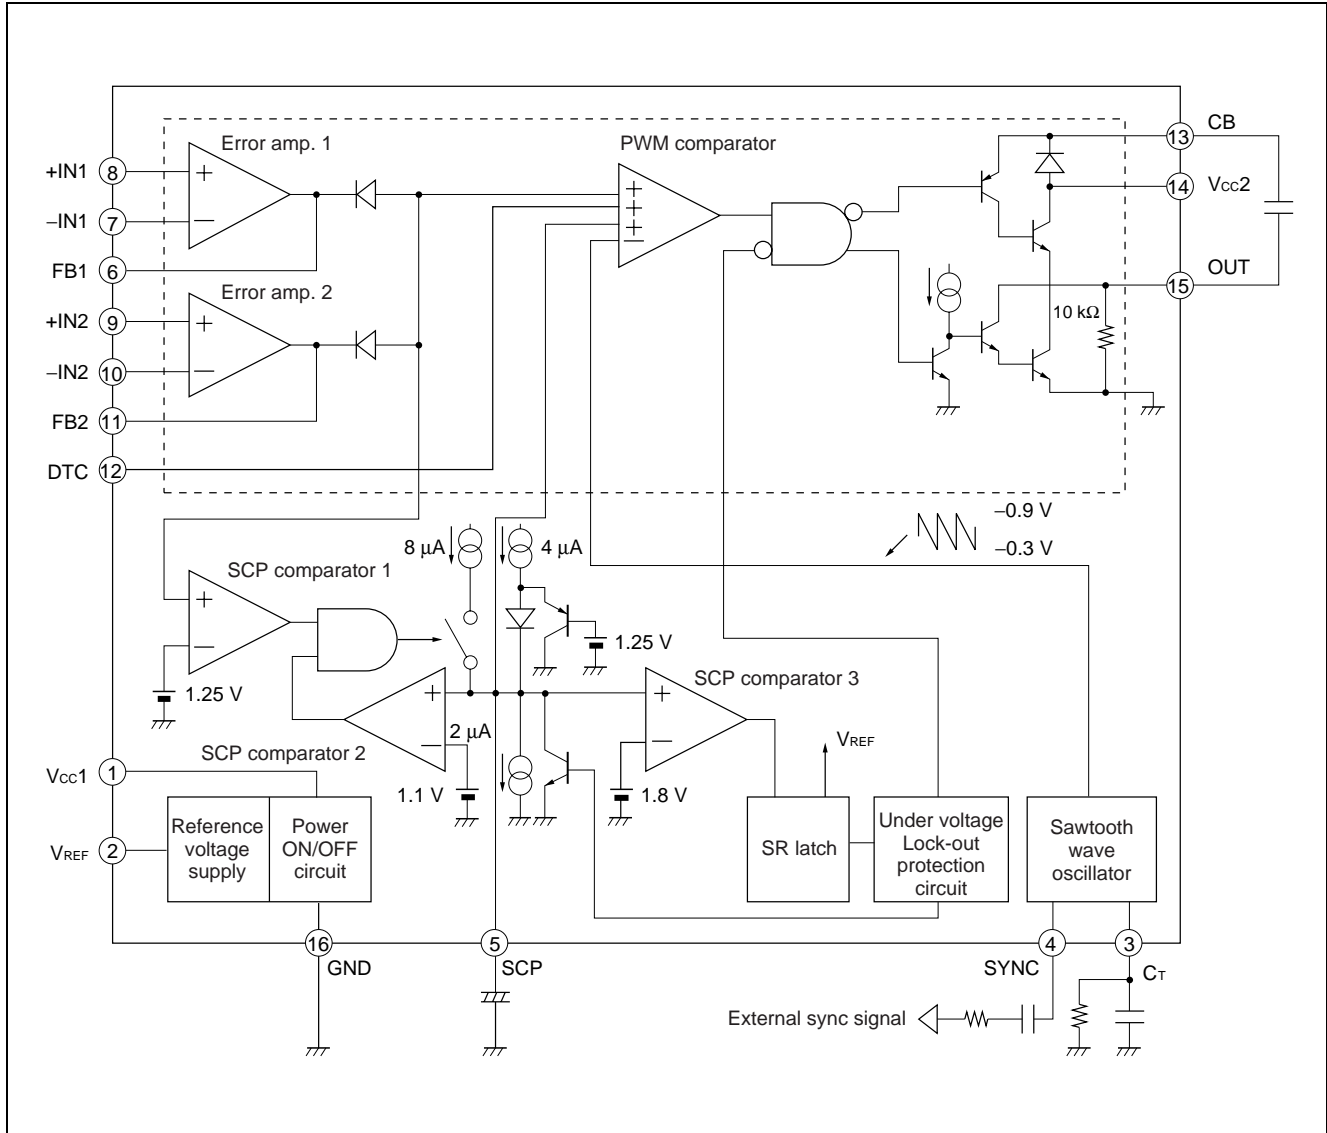 Error amp. 1
PWM comparator
CB
13
+IN1
8
+
+
+
+
−
VCC2
14
−IN1
7
−
FB1
6
OUT
15
Error amp. 2
+IN2
9
+
10 kΩ
−IN2
10
−
FB2
11
DTC
12
−0.9 V
8 µA
4 µA
−0.3 V
SCP comparator 1
+
−
1.25 V
SCP comparator 3
1.25 V
+
+
2 µA
−
−
VREF
SCP comparator 2
VCC1
1
1.1 V
1.8 V
Reference
voltage
supply
Power
ON/OFF
circuit
VREF
2
SR latch
Under voltage
Lock-out
protection
circuit
Sawtooth
wave
oscillator
16
5
4
3
GND
SCP
SYNC
CT
External sync signal